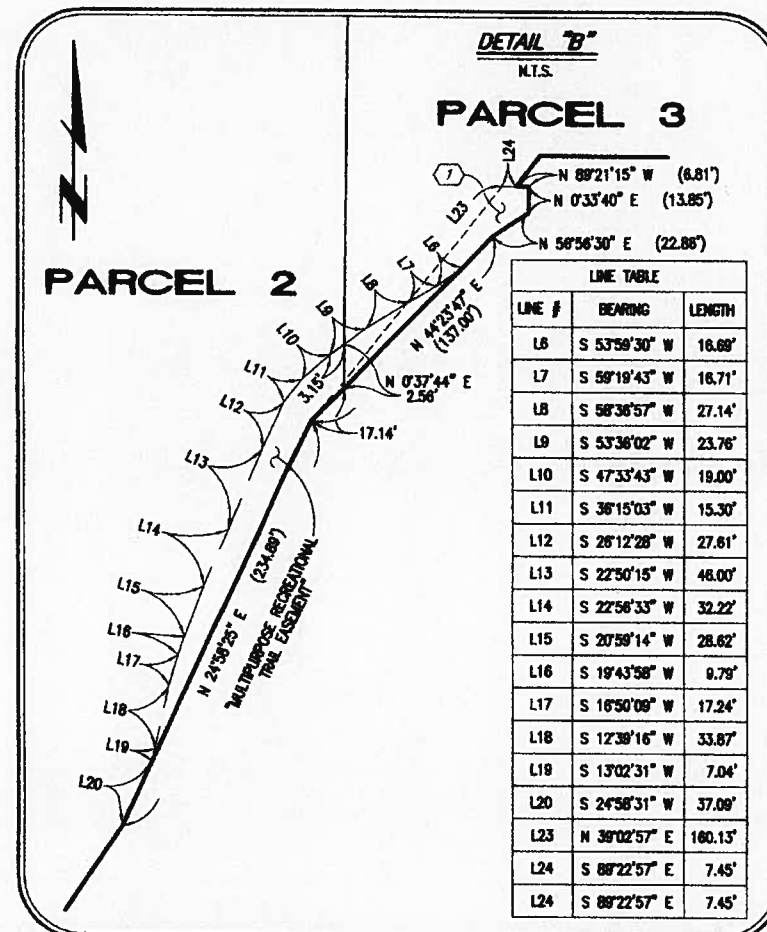 DETAIL "B"
N.T.S.
PARCEL 3
PARCEL 2
N
L24
1
N 89°21'15" W (6.81')
N 0°33'40" E (13.85')
N 56°56'30" E (22.88')
L23
L6
L7
L8
L9
L10
L11
L12
L13
L14
L15
L16
L17
L18
L19
L20
N 44°23'47" E
(137.00')
3.15'
N 0°37'44" E
2.56'
17.14'
N 24°58'25" E (234.89')
"MULTIPURPOSE RECREATIONAL
TRAIL EASEMENT"
LINE TABLE
LINE # BEARING LENGTH
L6 S 53°59'30" W 16.69'
L7 S 59°19'43" W 16.71'
L8 S 58°36'57" W 27.14'
L9 S 53°36'02" W 23.76'
L10 S 47°33'43" W 19.00'
L11 S 36°15'03" W 15.30'
L12 S 26°12'28" W 27.61'
L13 S 22°50'15" W 46.00'
L14 S 22°56'33" W 32.22'
L15 S 20°59'14" W 28.62'
L16 S 19°43'58" W 9.79'
L17 S 16°50'09" W 17.24'
L18 S 12°39'16" W 33.87'
L19 S 13°02'31" W 7.04'
L20 S 24°58'31" W 37.09'
L23 N 39°02'57" E 160.13'
L24 S 89°22'57" E 7.45'
L24 S 89°22'57" E 7.45'